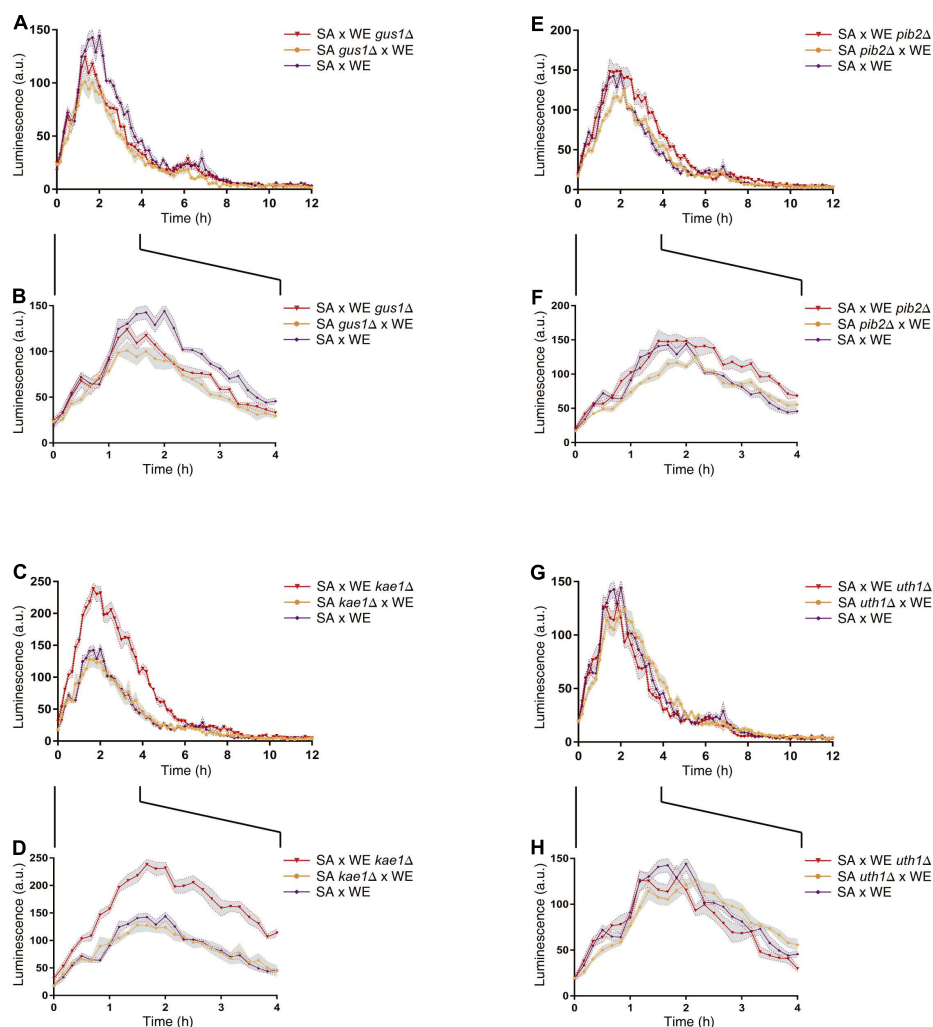 A
Luminescence (a.u.)
150
100
50
0
0 2 4 6 8 10 12
Time (h)
SA x WE gus1Δ
SA gus1Δ x WE
SA x WE
E
Luminescence (a.u.)
200
150
100
50
0
0 2 4 6 8 10 12
Time (h)
SA x WE pib2Δ
SA pib2Δ x WE
SA x WE
B
Luminescence (a.u.)
150
100
50
0
0 1 2 3 4
Time (h)
SA x WE gus1Δ
SA gus1Δ x WE
SA x WE
F
Luminescence (a.u.)
200
150
100
50
0
0 1 2 3 4
Time (h)
SA x WE pib2Δ
SA pib2Δ x WE
SA x WE
C
Luminescence (a.u.)
250
200
150
100
50
0
0 2 4 6 8 10 12
Time (h)
SA x WE kae1Δ
SA kae1Δ x WE
SA x WE
G
Luminescence (a.u.)
150
100
50
0
0 2 4 6 8 10 12
Time (h)
SA x WE uth1Δ
SA uth1Δ x WE
SA x WE
D
Luminescence (a.u.)
250
200
150
100
50
0
0 1 2 3 4
Time (h)
SA x WE kae1Δ
SA kae1Δ x WE
SA x WE
H
Luminescence (a.u.)
150
100
50
0
0 1 2 3 4
Time (h)
SA x WE uth1Δ
SA uth1Δ x WE
SA x WE